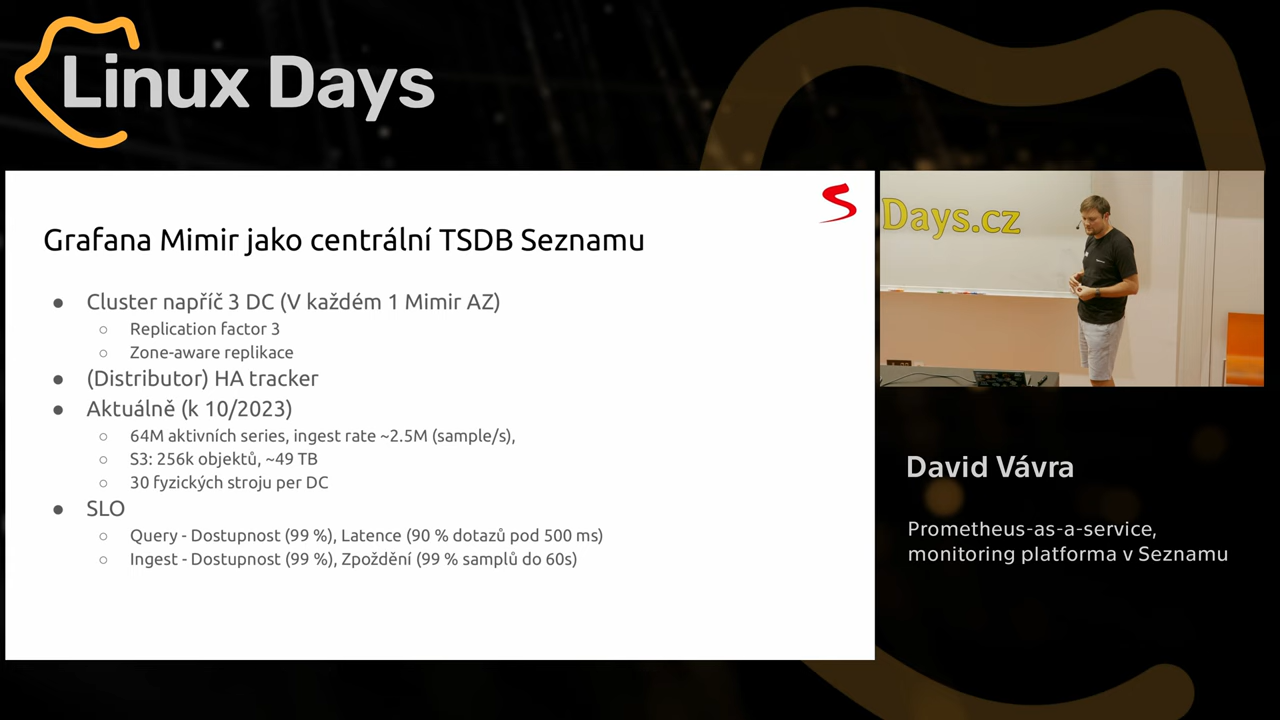 Linux Days
Grafana Mimir jako centrální TSDB Seznamu
Cluster napříč 3 DC (V každém 1 Mimir AZ)
Replication factor 3
Zone-aware replikace
(Distributor) HA tracker
Aktuálně (k 10/2023)
64M aktivních series, ingest rate ~2.5M (sample/s),
S3: 256k objektů, ~49 TB
30 fyzických stroju per DC
SLO
Query - Dostupnost (99 %), Latence (90 % dotazů pod 500 ms)
Ingest - Dostupnost (99 %), Zpoždění (99 % samplů do 60s)
Days.cz
David Vávra
Prometheus-as-a-service,
monitoring platforma v Seznamu